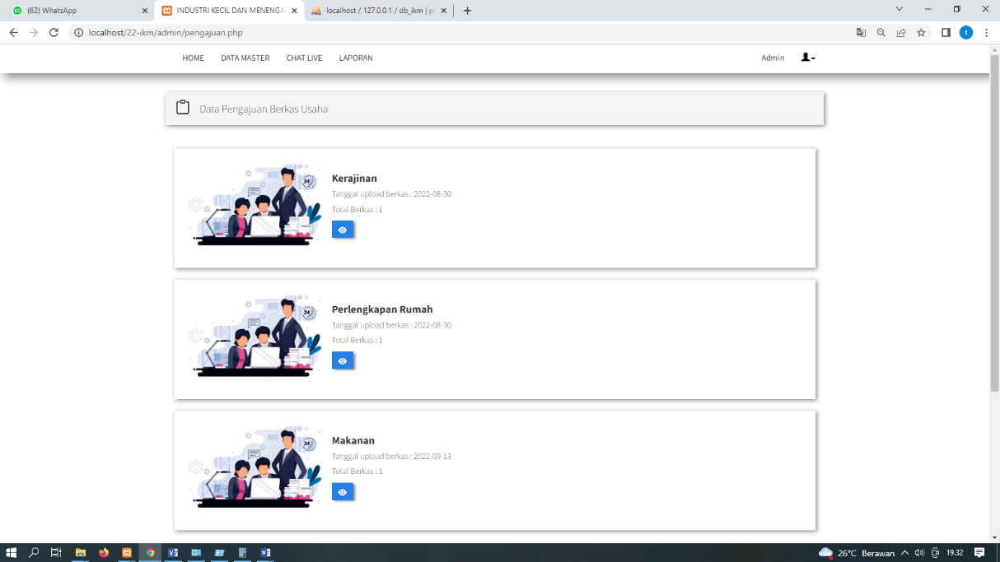 (62) WhatsApp
INDUSTRI KECIL DAN MENENGA
localhost / 127.0.0.1 / db_ikm | p
localhost/22-ikm/admin/pengajuan.php
t
HOME DATA MASTER CHAT LIVE LAPORAN Admin
Data Pengajuan Berkas Usaha
24
Kerajinan
Tanggal upload berkas : 2022-08-30
Total Berkas : 1
24
Perlengkapan Rumah
Tanggal upload berkas : 2022-08-30
Total Berkas : 1
24
Makanan
Tanggal upload berkas : 2022-09-13
Total Berkas : 1
26°C Berawan 19.32